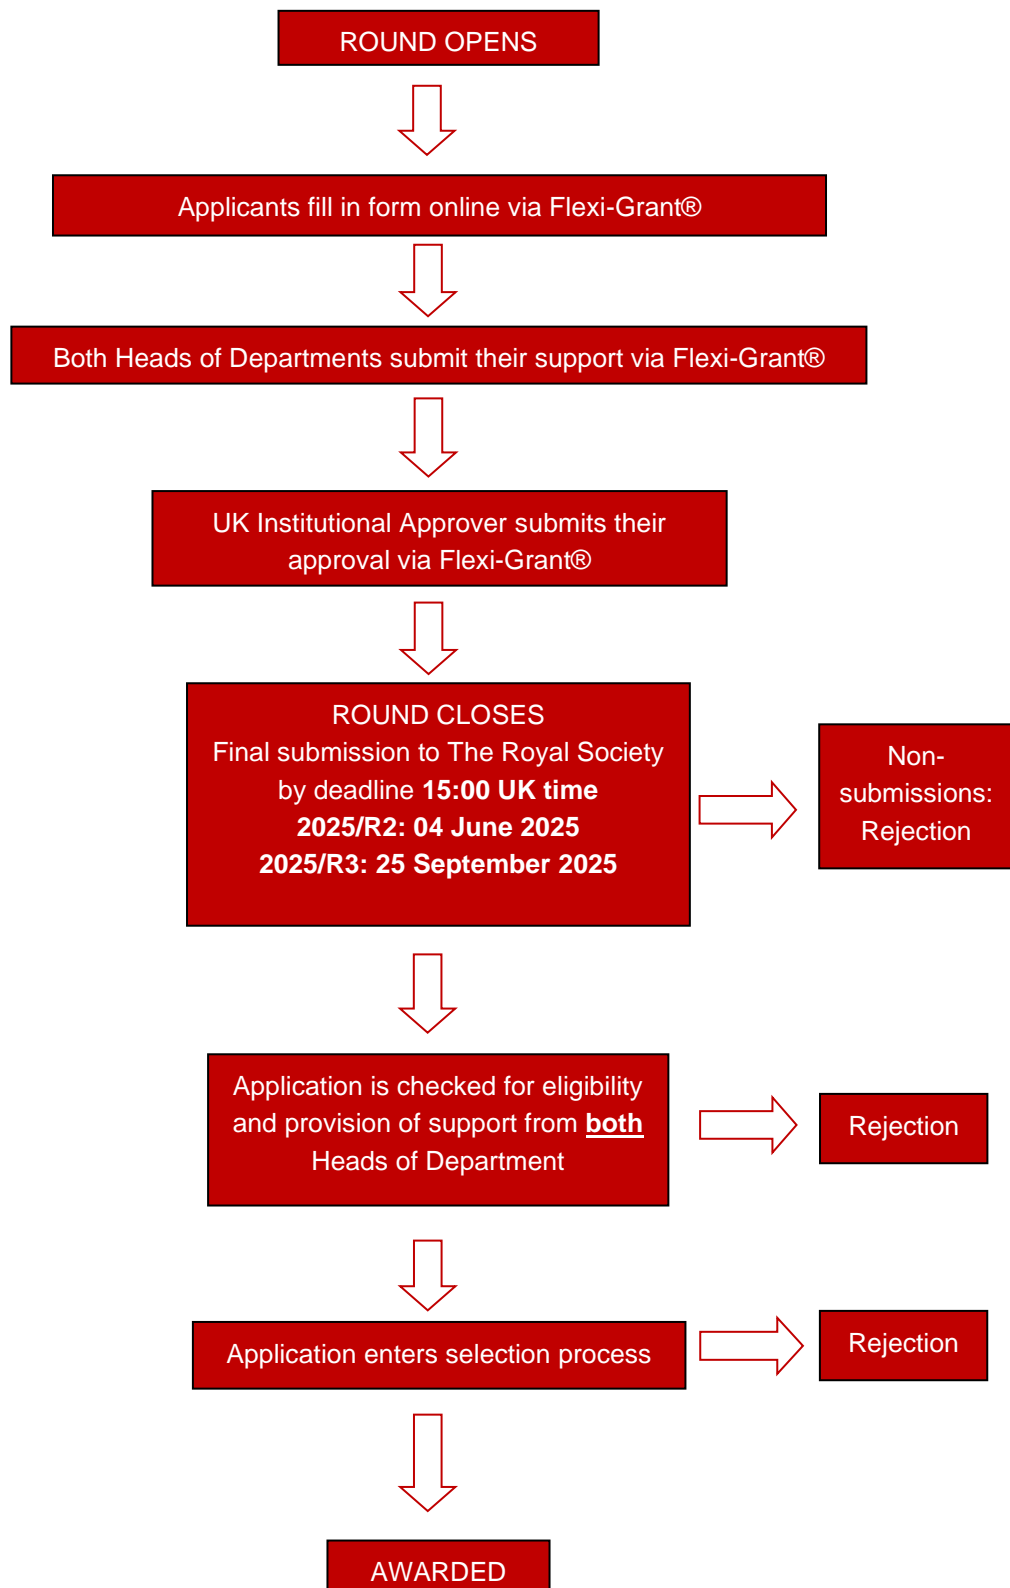 ROUND OPENS
Applicants fill in form online via Flexi-Grant®
Both Heads of Departments submit their support via Flexi-Grant®
UK Institutional Approver submits their
approval via Flexi-Grant®
ROUND CLOSES
Final submission to The Royal Society
by deadline 15:00 UK time
2025/R2: 04 June 2025
2025/R3: 25 September 2025
Non-
submissions:
Rejection
Application is checked for eligibility
and provision of support from both
Heads of Department
Rejection
Application enters selection process
Rejection
AWARDED